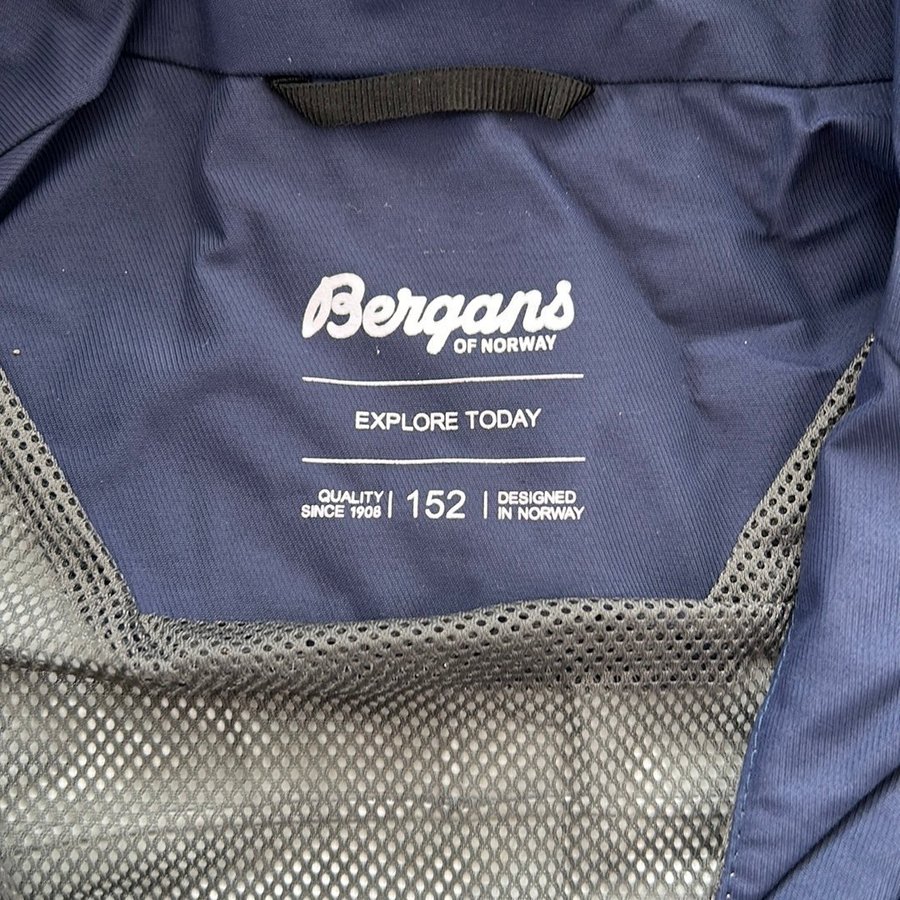 Bergans
OF NORWAY
EXPLORE TODAY
QUALITY
SINCE 1908 | 152 | DESIGNED
IN NORWAY